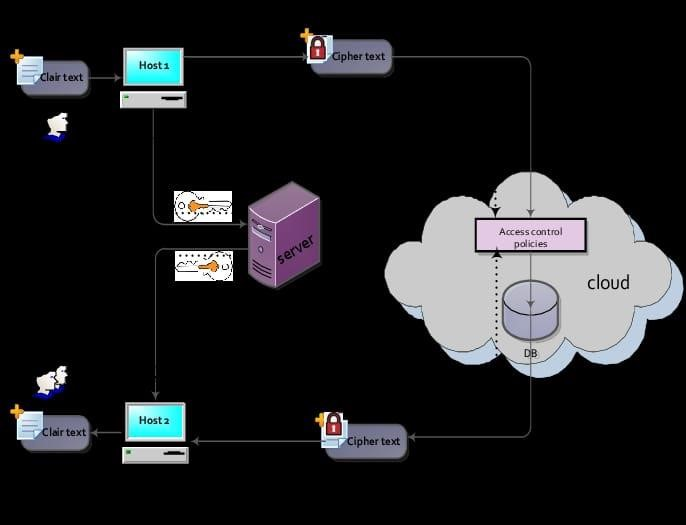 Clair text
Host 1
Cipher text
server
Access control
policies
cloud
DB
Clair text
Host 2
Cipher text